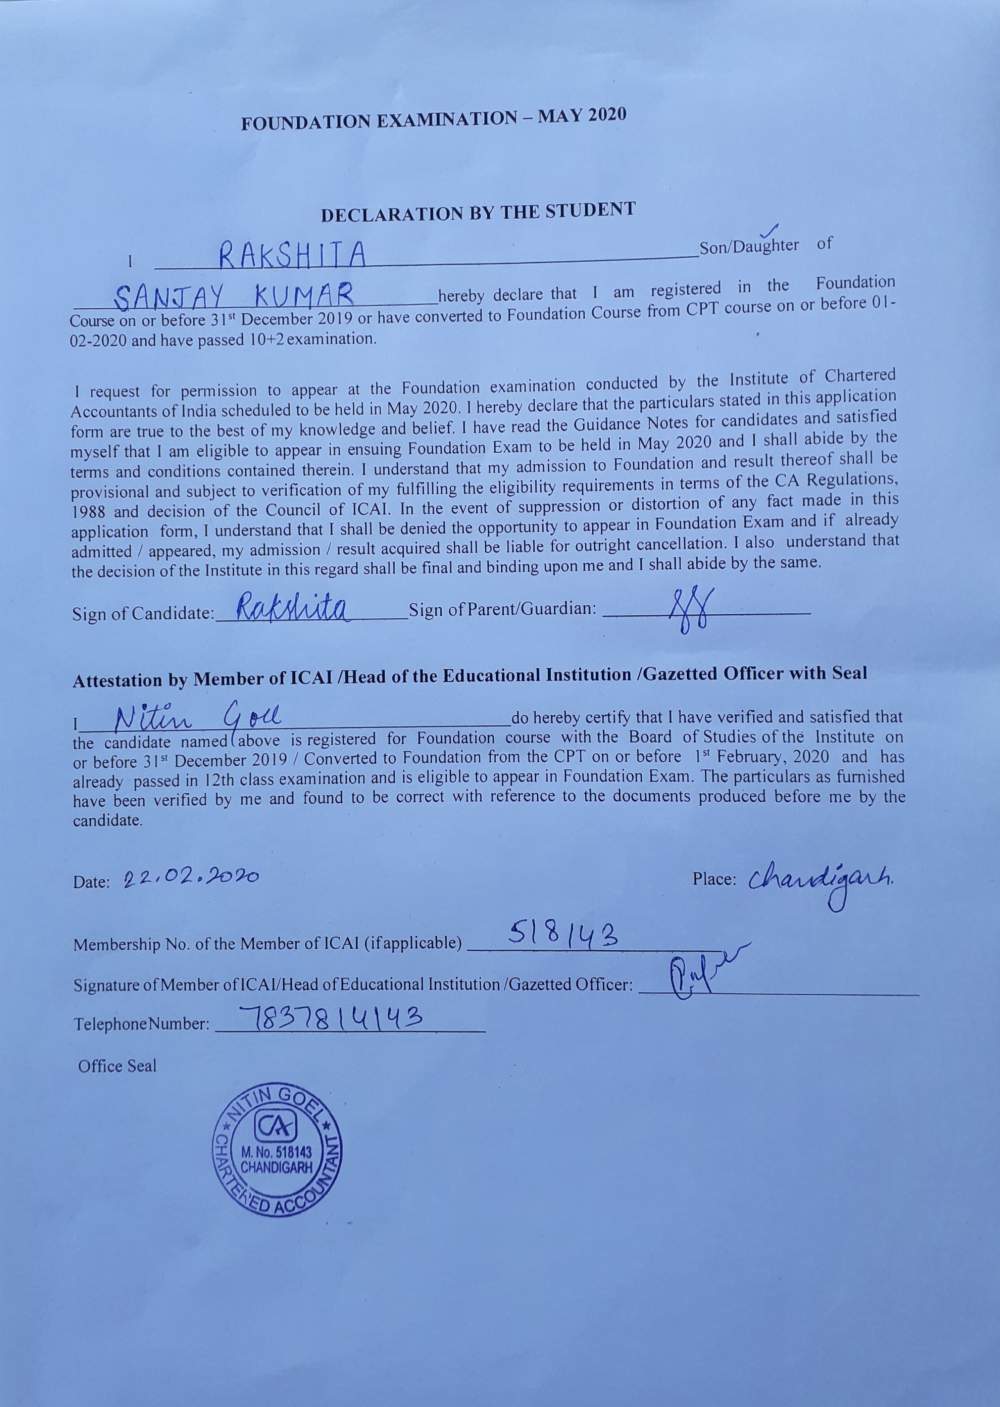 FOUNDATION EXAMINATION – MAY 2020
DECLARATION BY THE STUDENT
I RAKSHITA Son/Daughter of
SANJAY KUMAR hereby declare that I am registered in the Foundation
Course on or before 31st December 2019 or have converted to Foundation Course from CPT course on or before 01-
02-2020 and have passed 10+2 examination.
I request for permission to appear at the Foundation examination conducted by the Institute of Chartered
Accountants of India scheduled to be held in May 2020. I hereby declare that the particulars stated in this application
form are true to the best of my knowledge and belief. I have read the Guidance Notes for candidates and satisfied
myself that I am eligible to appear in ensuing Foundation Exam to be held in May 2020 and I shall abide by the
terms and conditions contained therein. I understand that my admission to Foundation and result thereof shall be
provisional and subject to verification of my fulfilling the eligibility requirements in terms of the CA Regulations,
1988 and decision of the Council of ICAI. In the event of suppression or distortion of any fact made in this
application form, I understand that I shall be denied the opportunity to appear in Foundation Exam and if already
admitted / appeared, my admission / result acquired shall be liable for outright cancellation. I also understand that
the decision of the Institute in this regard shall be final and binding upon me and I shall abide by the same.
Sign of Candidate: Rakshita Sign of Parent/Guardian:
Attestation by Member of ICAI /Head of the Educational Institution /Gazetted Officer with Seal
I Nitin Goel do hereby certify that I have verified and satisfied that
the candidate named above is registered for Foundation course with the Board of Studies of the Institute on
or before 31st December 2019 / Converted to Foundation from the CPT on or before 1st February, 2020 and has
already passed in 12th class examination and is eligible to appear in Foundation Exam. The particulars as furnished
have been verified by me and found to be correct with reference to the documents produced before me by the
candidate.
Date: 22.02.2020 Place: Chandigarh.
Membership No. of the Member of ICAI (if applicable) 518143
Signature of Member of ICAI/Head of Educational Institution /Gazetted Officer:
Telephone Number: 7837814143
Office Seal
NITIN GOEL
CA
M. No. 518143
CHANDIGARH
CHARTERED ACCOUNTANT